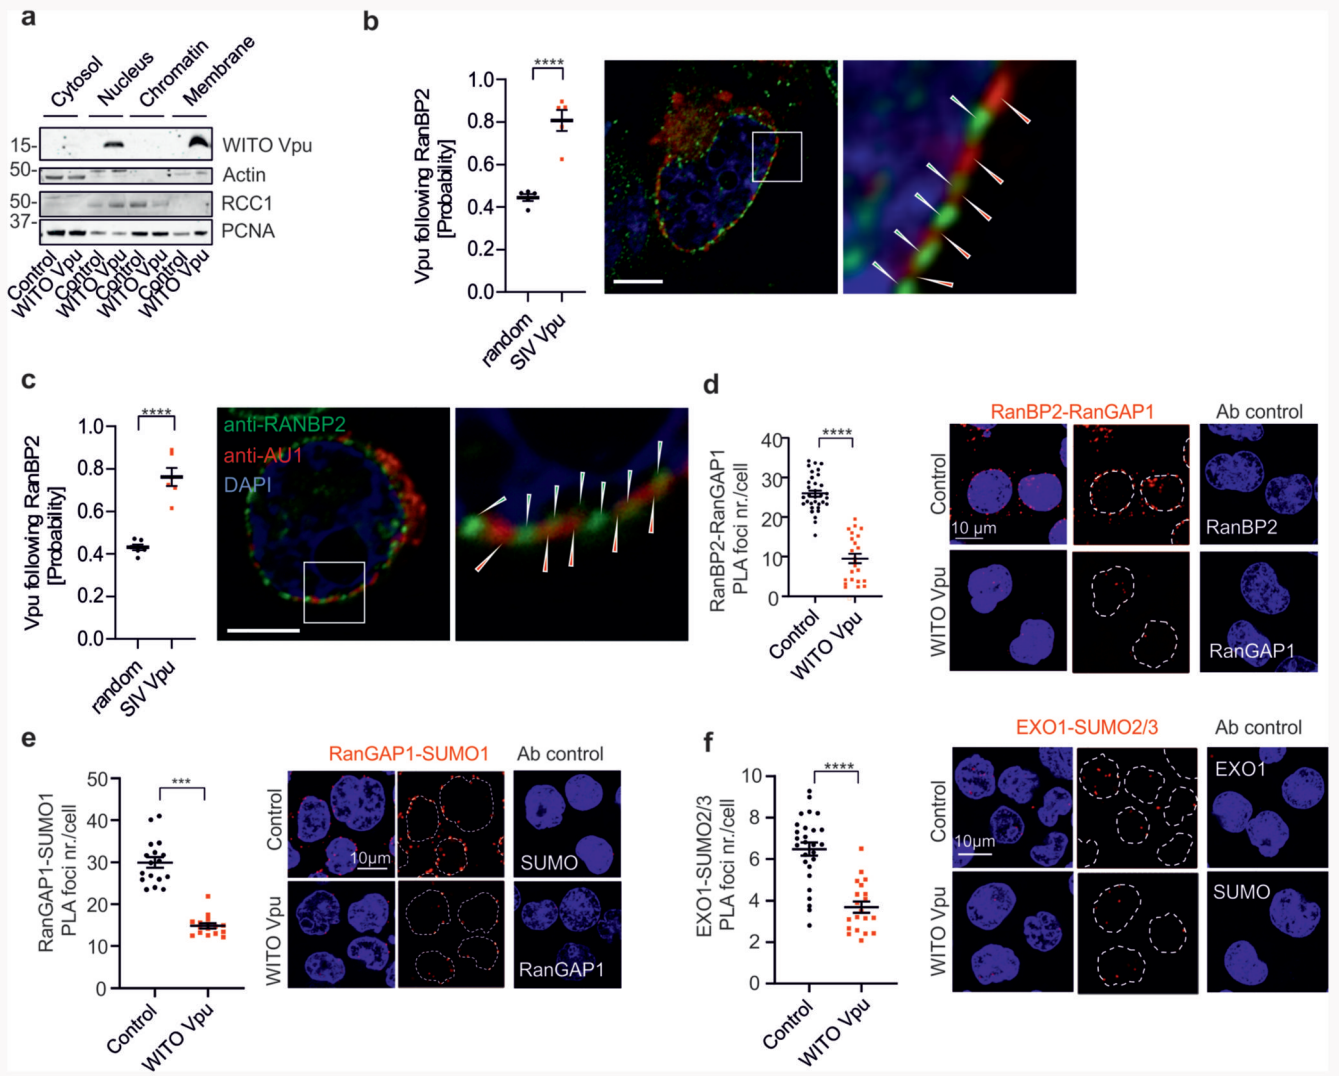 a
Cytosol
Nucleus
Chromatin
Membrane
15-
WITO Vpu
50-
Actin
50-
RCC1
37-
PCNA
Control
WITO Vpu
Control
WITO Vpu
Control
WITO Vpu
Control
WITO Vpu
b
Vpu following RanBP2
[Probability]
1.0
0.8
0.6
0.4
0.2
0.0
****
random
SIV Vpu
c
Vpu following RanBP2
[Probability]
1.0
0.8
0.6
0.4
0.2
0.0
****
random
SIV Vpu
anti-RANBP2
anti-AU1
DAPI
d
RanBP2-RanGAP1
PLA foci nr./cell
40
30
20
10
0
****
Control
WITO Vpu
RanBP2-RanGAP1
Ab control
Control
10 μm
RanBP2
WITO Vpu
RanGAP1
e
RanGAP1-SUMO1
PLA foci nr./cell
50
40
30
20
10
0
***
Control
WITO Vpu
RanGAP1-SUMO1
Ab control
Control
10μm
SUMO
WITO Vpu
RanGAP1
f
EXO1-SUMO2/3
PLA foci nr./cell
10
8
6
4
2
0
****
Control
WITO Vpu
EXO1-SUMO2/3
Ab control
Control
10μm
EXO1
WITO Vpu
SUMO